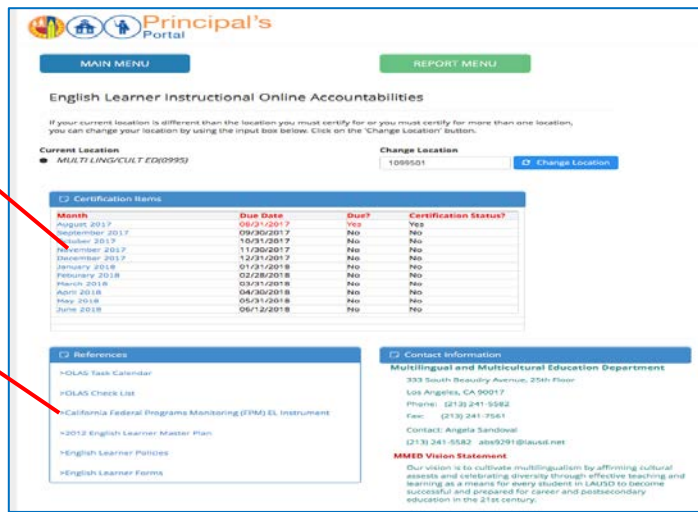 Principal's
Portal
MAIN MENU
REPORT MENU
English Learner Instructional Online Accountabilities
If your current location is different than the location you must certify for or you must certify for more than one location,
you can change your location by using the input box below. Click on the 'Change Location' button.
Current Location
MULTI LING/CULT ED(0995)
Change Location
1099501
Change Location
Certification Items
Month Due Date Due? Certification Status?
August 2017 08/31/2017 Yes Yes
September 2017 09/30/2017 No No
October 2017 10/31/2017 No No
November 2017 11/30/2017 No No
December 2017 12/31/2017 No No
January 2018 01/31/2018 No No
Feburary 2018 02/28/2018 No No
March 2018 03/31/2018 No No
April 2018 04/30/2018 No No
May 2018 05/31/2018 No No
June 2018 06/12/2018 No No
References
>OLAS Task Calendar
>OLAS Check List
>California Federal Programs Monitoring (FPM) EL Instrument
>2012 English Learner Master Plan
>English Learner Policies
>English Learner Forms
Contact Information
Multilingual and Multicultural Education Department
333 South Beaudry Avenue, 25th Floor
Los Angeles, CA 90017
Phone: (213) 241-5582
Fax: (213) 241-7561
Contact: Angela Sandoval
(213) 241-5582 abs9291@lausd.net
MMED Vision Statement
Our vision is to cultivate multilingualism by affirming cultural
assests and celebrating diversity through effective teaching and
learning as a means for every student in LAUSD to become
successful and prepared for career and postsecondary
education in the 21st century.